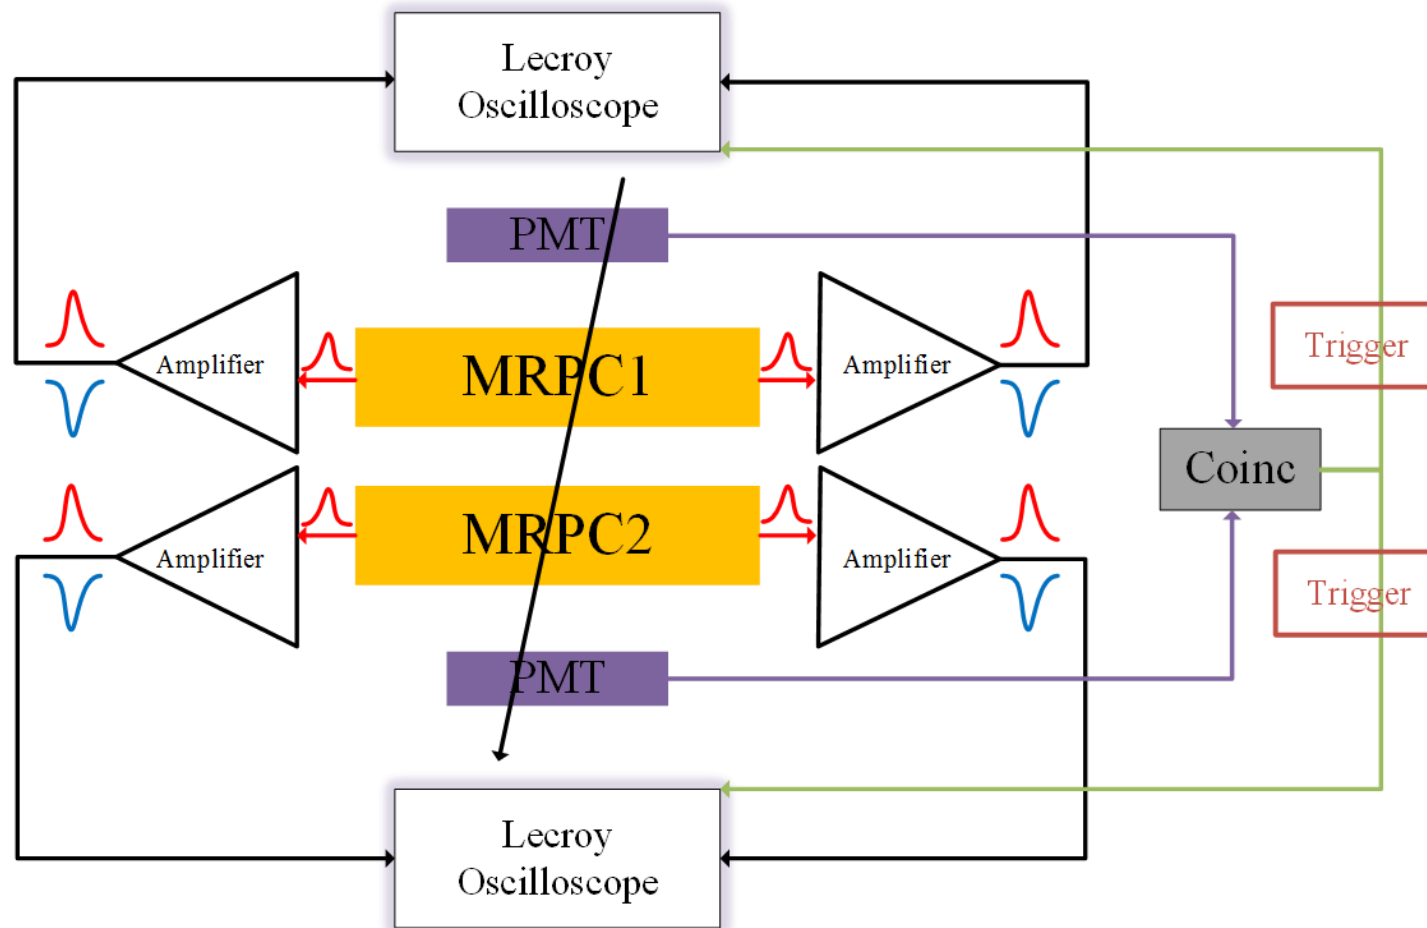 Lecroy
Oscilloscope
PMT
Amplifier
MRPC1
Amplifier
Trigger
Coinc
Amplifier
MRPC2
Amplifier
Trigger
PMT
Lecroy
Oscilloscope